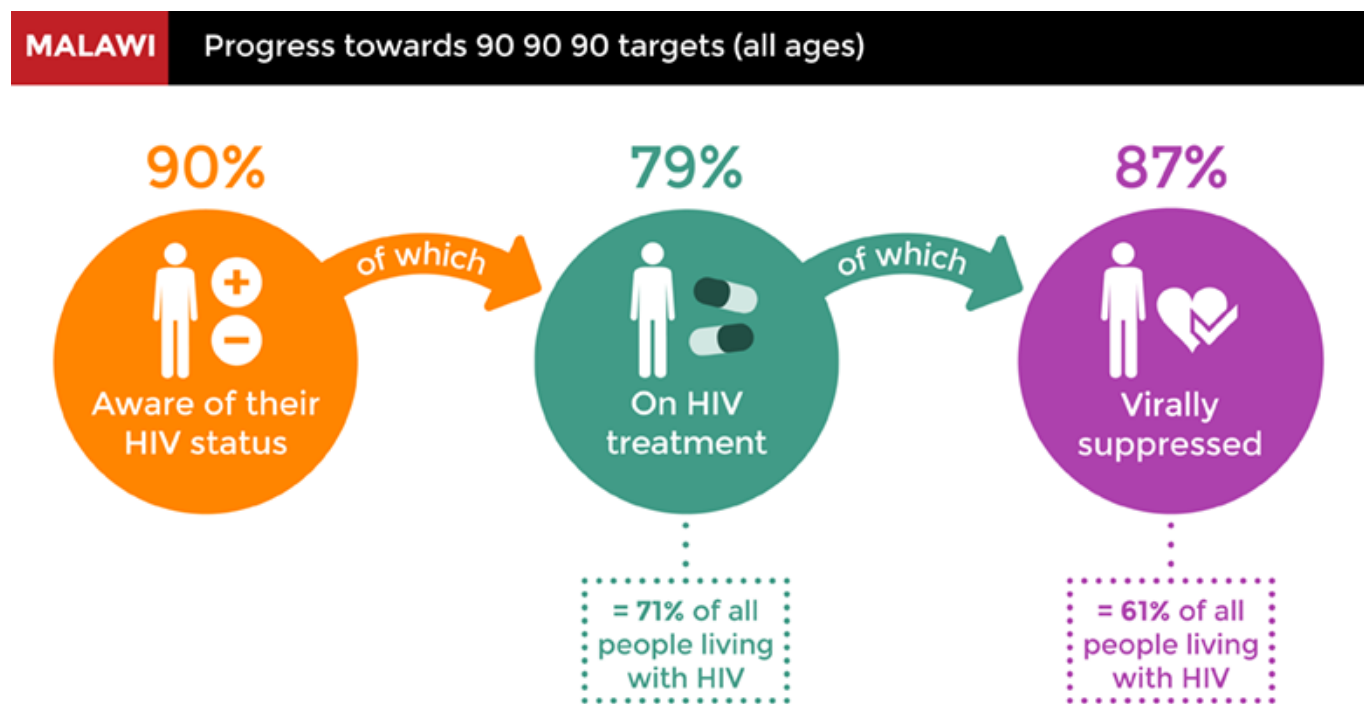 MALAWI Progress towards 90 90 90 targets (all ages)
90%
Aware of their
HIV status
of which
79%
On HIV
treatment
= 71% of all
people living
with HIV
of which
87%
Virally
suppressed
= 61% of all
people living
with HIV